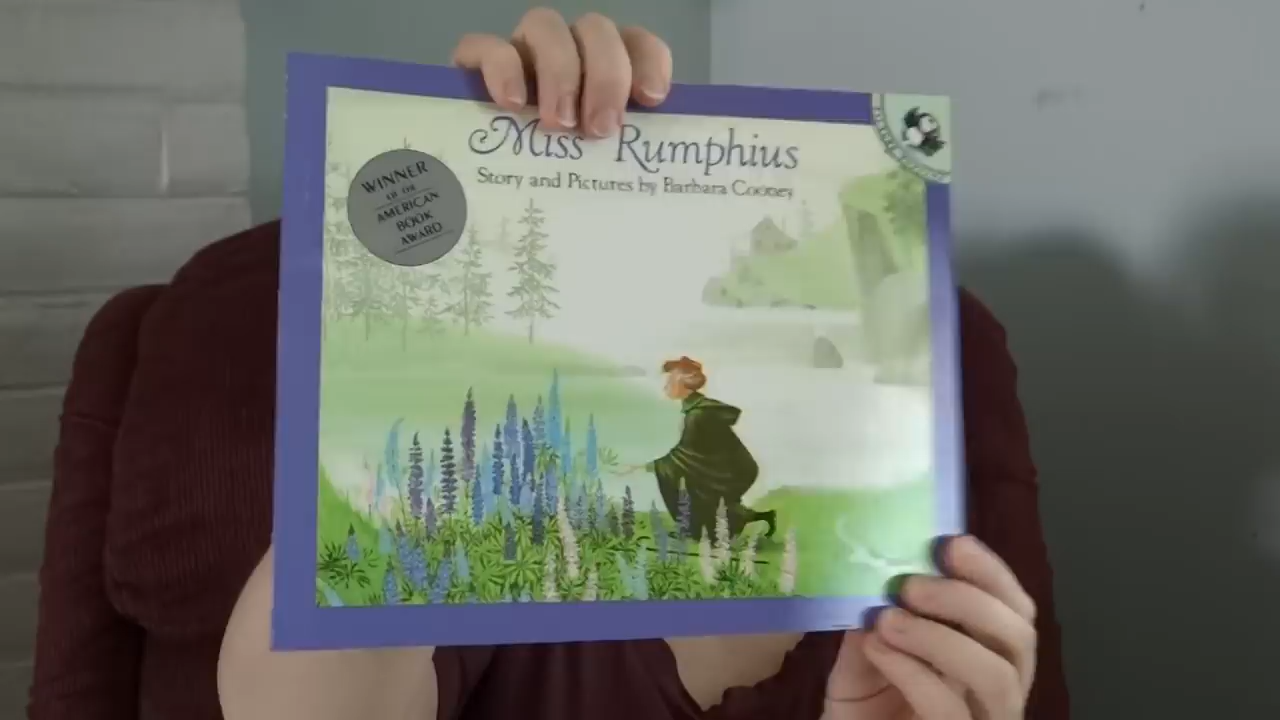 Miss Rumphius
Story and Pictures by Barbara Cooney
WINNER
OF THE
AMERICAN
BOOK
AWARD